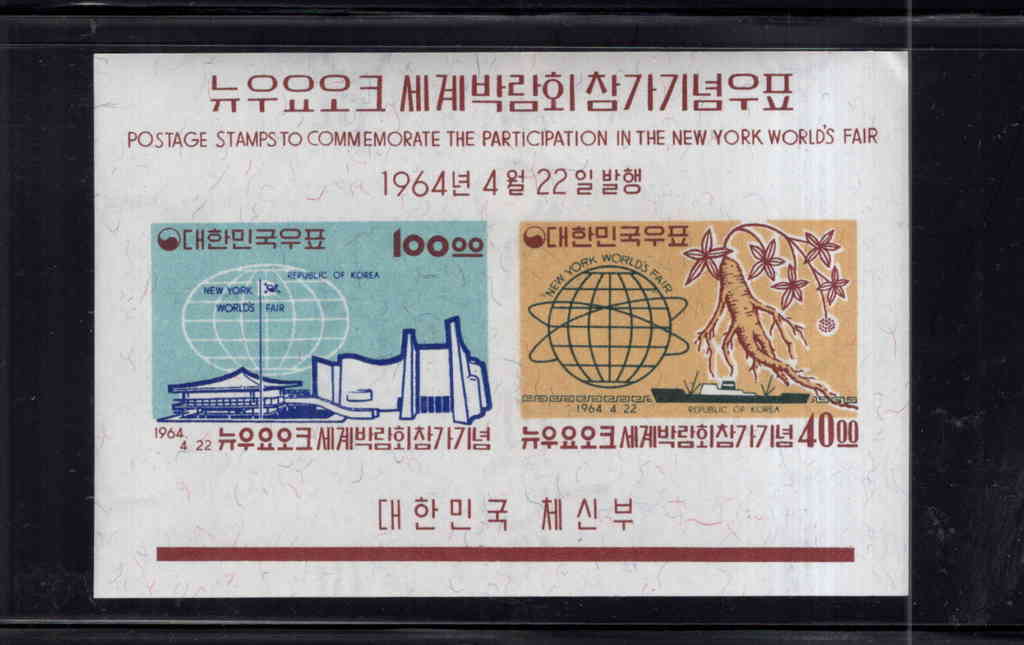 뉴우요오크 세계박람회 참가기념우표
POSTAGE STAMPS TO COMMEMORATE THE PARTICIPATION IN THE NEW YORK WORLD'S FAIR
1964년 4월 22일 발행
대한민국우표 10000
REPUBLIC OF KOREA
NEW YORK
WORLD'S FAIR
1964.
4 22 뉴우요오크 세계박람회참가기념
대한민국우표
NEW YORK WORLD'S FAIR
1964. 4. 22
REPUBLIC OF KOREA
뉴우요오크 세계박람회참가기념 4000
대한민국 체신부